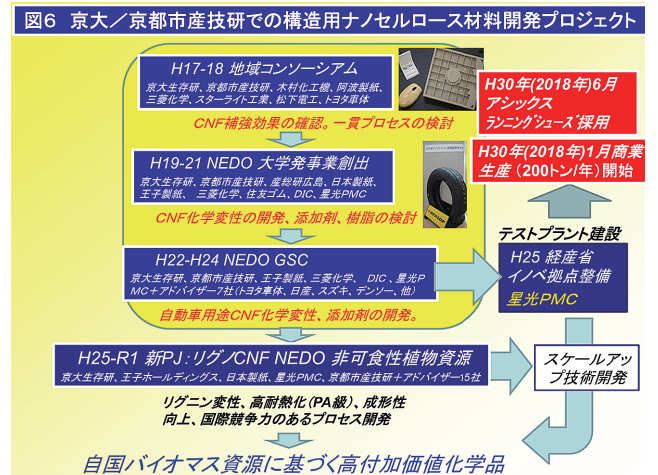 図6 京大／京都市産技研での構造用ナノセルロース材料開発プロジェクト
H17-18 地域コンソーシアム
京大生存研、京都市産技研、木村化工機、阿波製紙、
三菱化学、スターライト工業、松下電工、トヨタ車体
CNF補強効果の確認。一貫プロセスの検討
H19-21 NEDO 大学発事業創出
京大生存研、京都市産技研、産総研広島、日本製紙、
王子製紙、 三菱化学、住友ゴム、DIC、星光PMC
CNF化学変性の開発、添加剤、樹脂の検討
H22-H24 NEDO GSC
京大生存研、京都市産技研、王子製紙、三菱化学、 DIC、星光P
MC＋アドバイザー7社（トヨタ車体、日産、スズキ、デンソー、他）
自動車用途CNF化学変性、添加剤の開発。
H30年(2018年)6月
アシックス
ランニングシューズ採用
H30年(2018年)1月商業
生産（200トン/年）開始
テストプラント建設
H25 経産省
イノベ拠点整備
星光PMC
H25-R1 新PJ：リグノCNF NEDO 非可食性植物資源
京大生存研、王子ホールディングス、日本製紙、星光PMC、京都市産技研＋アドバイザー15社
スケールアッ
プ技術開発
リグニン変性、高耐熱化（PA級）、成形性
向上、国際競争力のあるプロセス開発
自国バイオマス資源に基づく高付加価値化学品